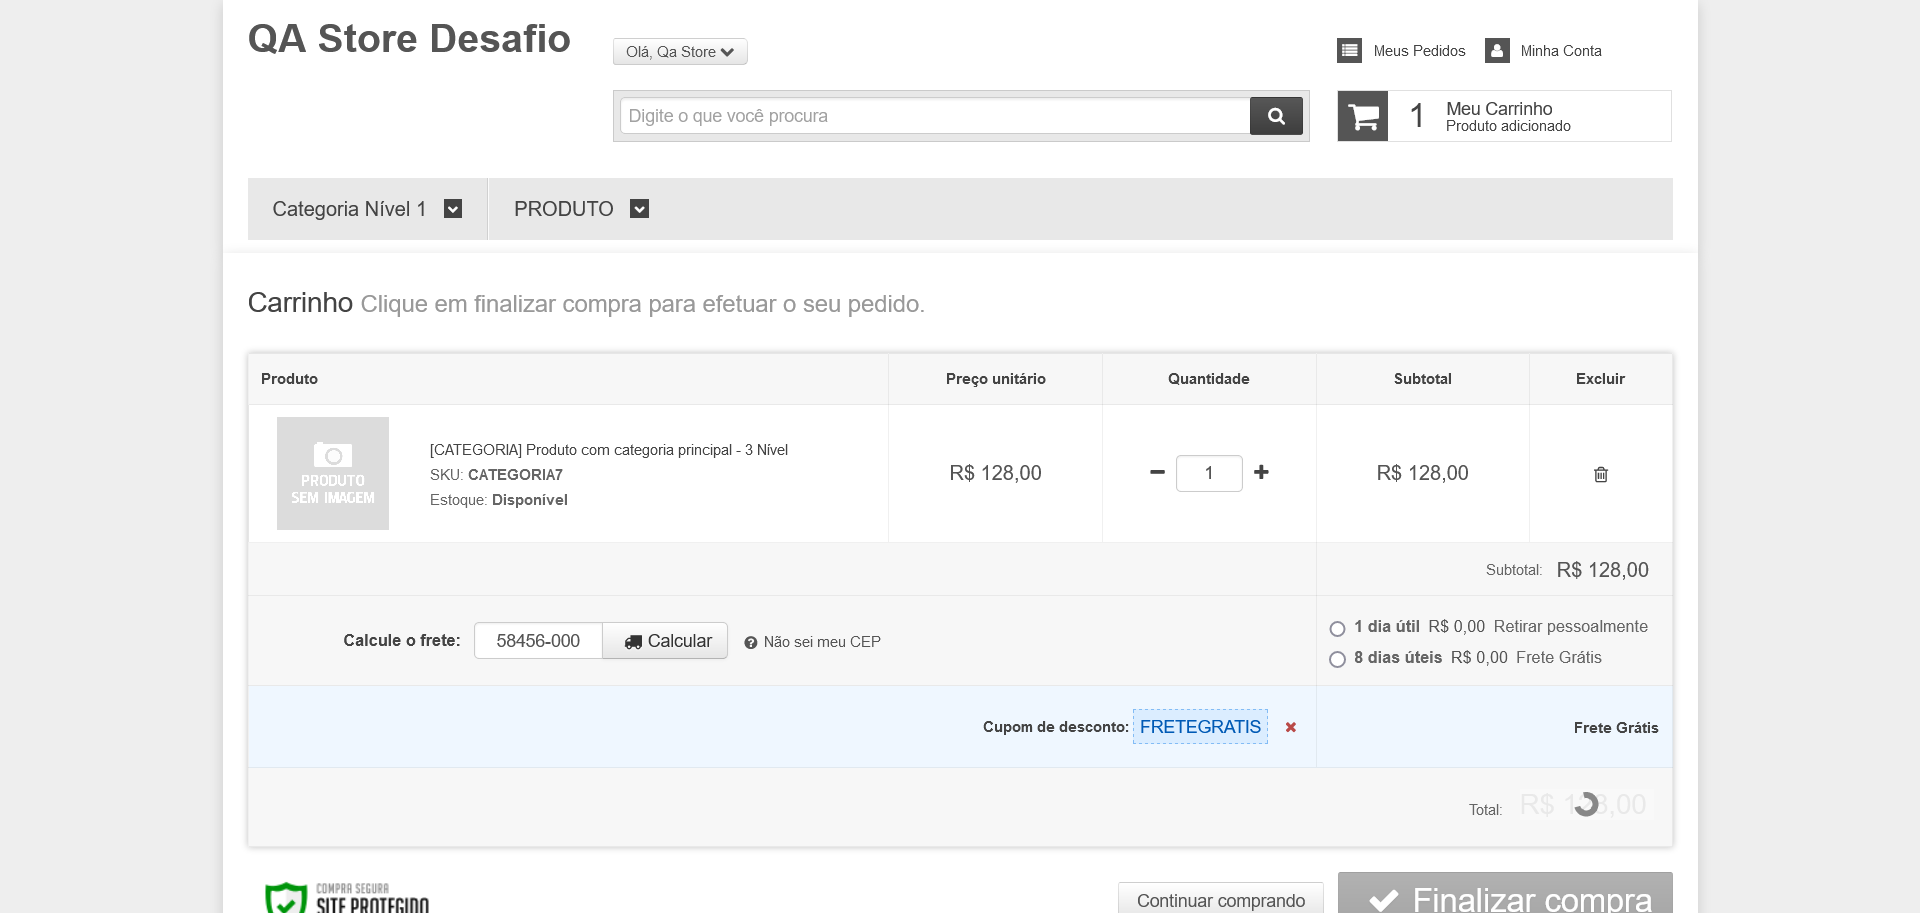 QA Store Desafio
Olá, Qa Store
Meus Pedidos
Minha Conta
Digite o que você procura
1
Meu Carrinho
Produto adicionado
Categoria Nível 1
PRODUTO
Carrinho Clique em finalizar compra para efetuar o seu pedido.
Produto
Preço unitário
Quantidade
Subtotal
Excluir
PRODUTO
SEM IMAGEM
[CATEGORIA] Produto com categoria principal - 3 Nível
SKU: CATEGORIA7
Estoque: Disponível
R$ 128,00
1
R$ 128,00
Subtotal: R$ 128,00
Calcule o frete:
58456-000
Calcular
Não sei meu CEP
1 dia útil R$ 0,00 Retirar pessoalmente
8 dias úteis R$ 0,00 Frete Grátis
Cupom de desconto: FRETEGRATIS
Frete Grátis
Total: R$ 128,00
COMPRA SEGURA
SITE PROTEGIDO
Continuar comprando
Finalizar compra